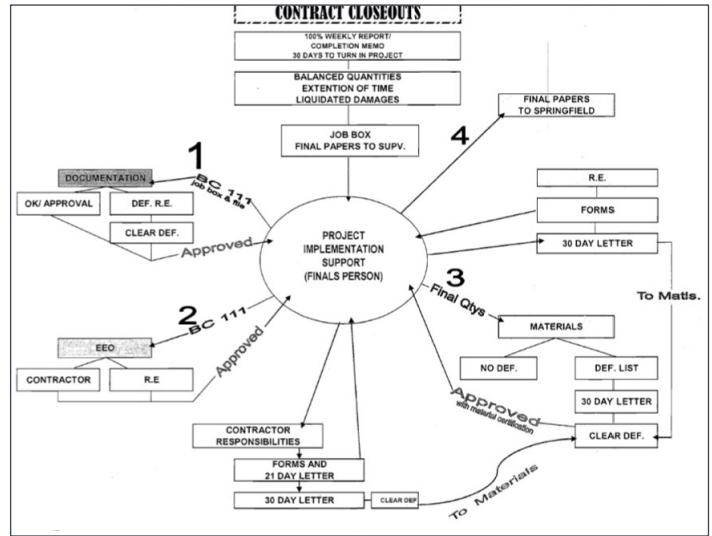 CONTRACT CLOSEOUTS
100% WEEKLY REPORT/
COMPLETION MEMO
30 DAYS TO TURN IN PROJECT
BALANCED QUANTITIES
EXTENTION OF TIME
LIQUIDATED DAMAGES
JOB BOX
FINAL PAPERS TO SUPV.
4
FINAL PAPERS
TO SPRINGFIELD
1
BC 111
job box & file
DOCUMENTATION
OK/ APPROVAL
DEF. R.E.
CLEAR DEF.
Approved
PROJECT
IMPLEMENTATION
SUPPORT
(FINALS PERSON)
R.E.
FORMS
30 DAY LETTER
To Matls.
2
BC 111
EEO
CONTRACTOR
R.E
Approved
3
Final Qtys
MATERIALS
NO DEF.
DEF. LIST
30 DAY LETTER
CLEAR DEF.
Approved
with material certification
CONTRACTOR
RESPONSIBILITIES
FORMS AND
21 DAY LETTER
30 DAY LETTER
CLEAR DEF
To Materials